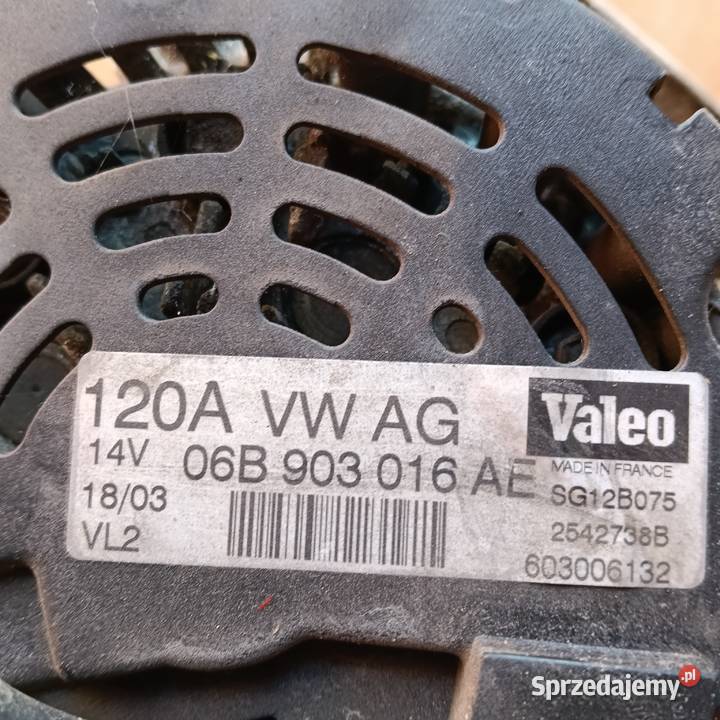 120A VW AG
Valeo
14V
06B 903 016 AE
MADE IN FRANCE
18/03
SG12B075
VL2
2542738B
603006132
Sprzedajemy.pl